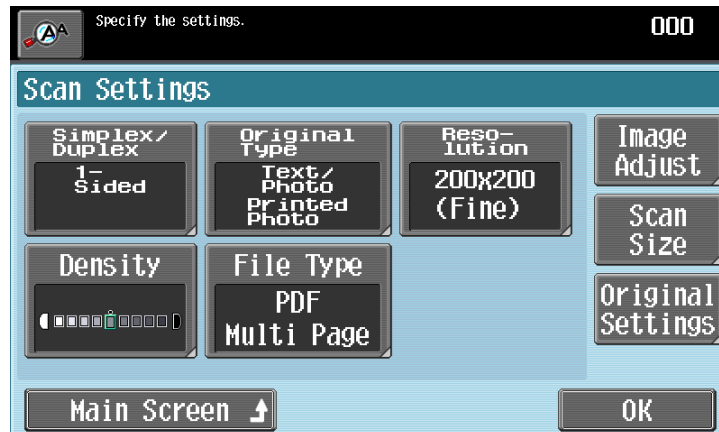 Specify the settings.
000
Scan Settings
Simplex/
Duplex
1-
Sided
Original
Type
Text/
Photo
Printed
Photo
Reso-
lution
200X200
(Fine)
Image
Adjust
Scan
Size
Original
Settings
Density
File Type
PDF
Multi Page
Main Screen
OK